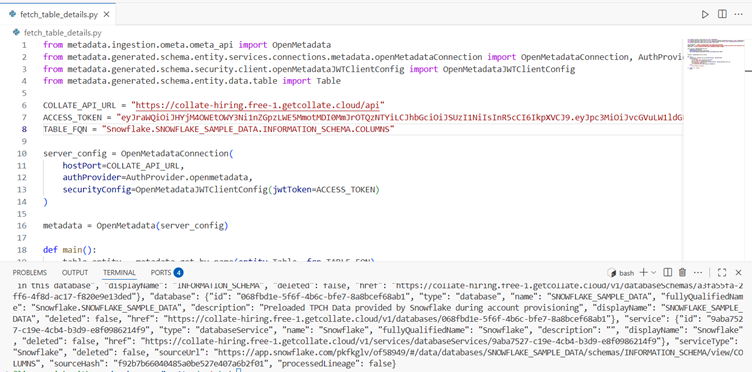 fetch_table_details.py
fetch_table_details.py
1 from metadata.ingestion.ometa.ometa_api import OpenMetadata
2 from metadata.generated.schema.entity.services.connections.metadata.openMetadataConnection import OpenMetadataConnection, AuthProvi
3 from metadata.generated.schema.security.client.openMetadataJWTClientConfig import OpenMetadataJWTClientConfig
4 from metadata.generated.schema.entity.data.table import Table
5
6 COLLATE_API_URL = "https://collate-hiring.free-1.getcollate.cloud/api"
7 ACCESS_TOKEN =
8 TABLE_FQN = "Snowflake.SNOWFLAKE_SAMPLE_DATA.INFORMATION_SCHEMA.COLUMNS"
9
10 server_config = OpenMetadataConnection(
11 hostPort=COLLATE_API_URL,
12 authProvider=AuthProvider.openmetadata,
13 securityConfig=OpenMetadataJWTClientConfig(jwtToken=ACCESS_TOKEN)
14 )
15
16 metadata = OpenMetadata(server_config)
17
18 def main():
PROBLEMS OUTPUT TERMINAL PORTS 4 bash
in this database", "displayName": "INFORMATION_SCHEMA", "deleted": false, "href": "https://collate-hiring.free-1.getcollate.cloud/v1/databaseSchemas/a3fa55fa-2
ff6-4f8d-ac17-f820e9e13ded"}, "database": {"id": "068fbd1e-5f6f-4b6c-bfe7-8a8bcef68ab1", "type": "database", "name": "SNOWFLAKE_SAMPLE_DATA", "fullyQualifiedNam
e": "Snowflake.SNOWFLAKE_SAMPLE_DATA", "description": "Preloaded TPCH Data provided by Snowflake during account provisioning", "displayName": "SNOWFLAKE_SAMPLE_
DATA", "deleted": false, "href": "https://collate-hiring.free-1.getcollate.cloud/v1/databases/068fbd1e-5f6f-4b6c-bfe7-8a8bcef68ab1"}, "service": {"id": "9aba752
7-c19e-4cb4-b3d9-e8f0986214f9", "type": "databaseService", "name": "Snowflake", "fullyQualifiedName": "Snowflake", "description": "", "displayName": "Snowflake"
, "deleted": false, "href": "https://collate-hiring.free-1.getcollate.cloud/v1/services/databaseServices/9aba7527-c19e-4cb4-b3d9-e8f0986214f9"}, "serviceType":
"Snowflake", "deleted": false, "sourceUrl": "https://app.snowflake.com/pkfkglv/of58949/#/data/databases/SNOWFLAKE_SAMPLE_DATA/schemas/INFORMATION_SCHEMA/view/CO
LUMNS", "sourceHash": "f92b7b66040485a0be527e407a6b2f01", "processedLineage": false}